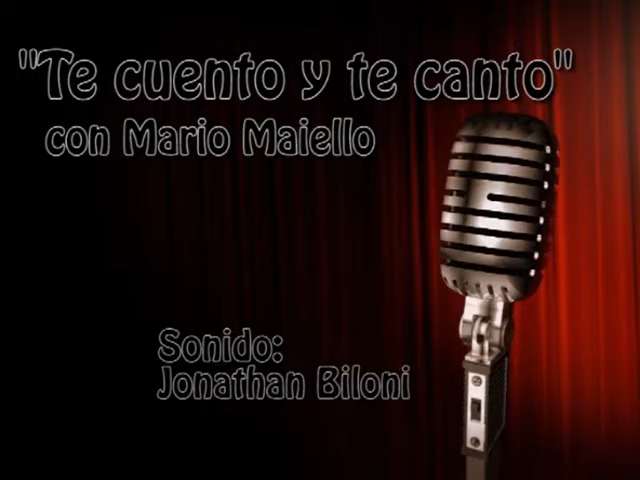 "Te cuento y te canto"
con Mario Maiello
Sonido:
Jonathan Biloni